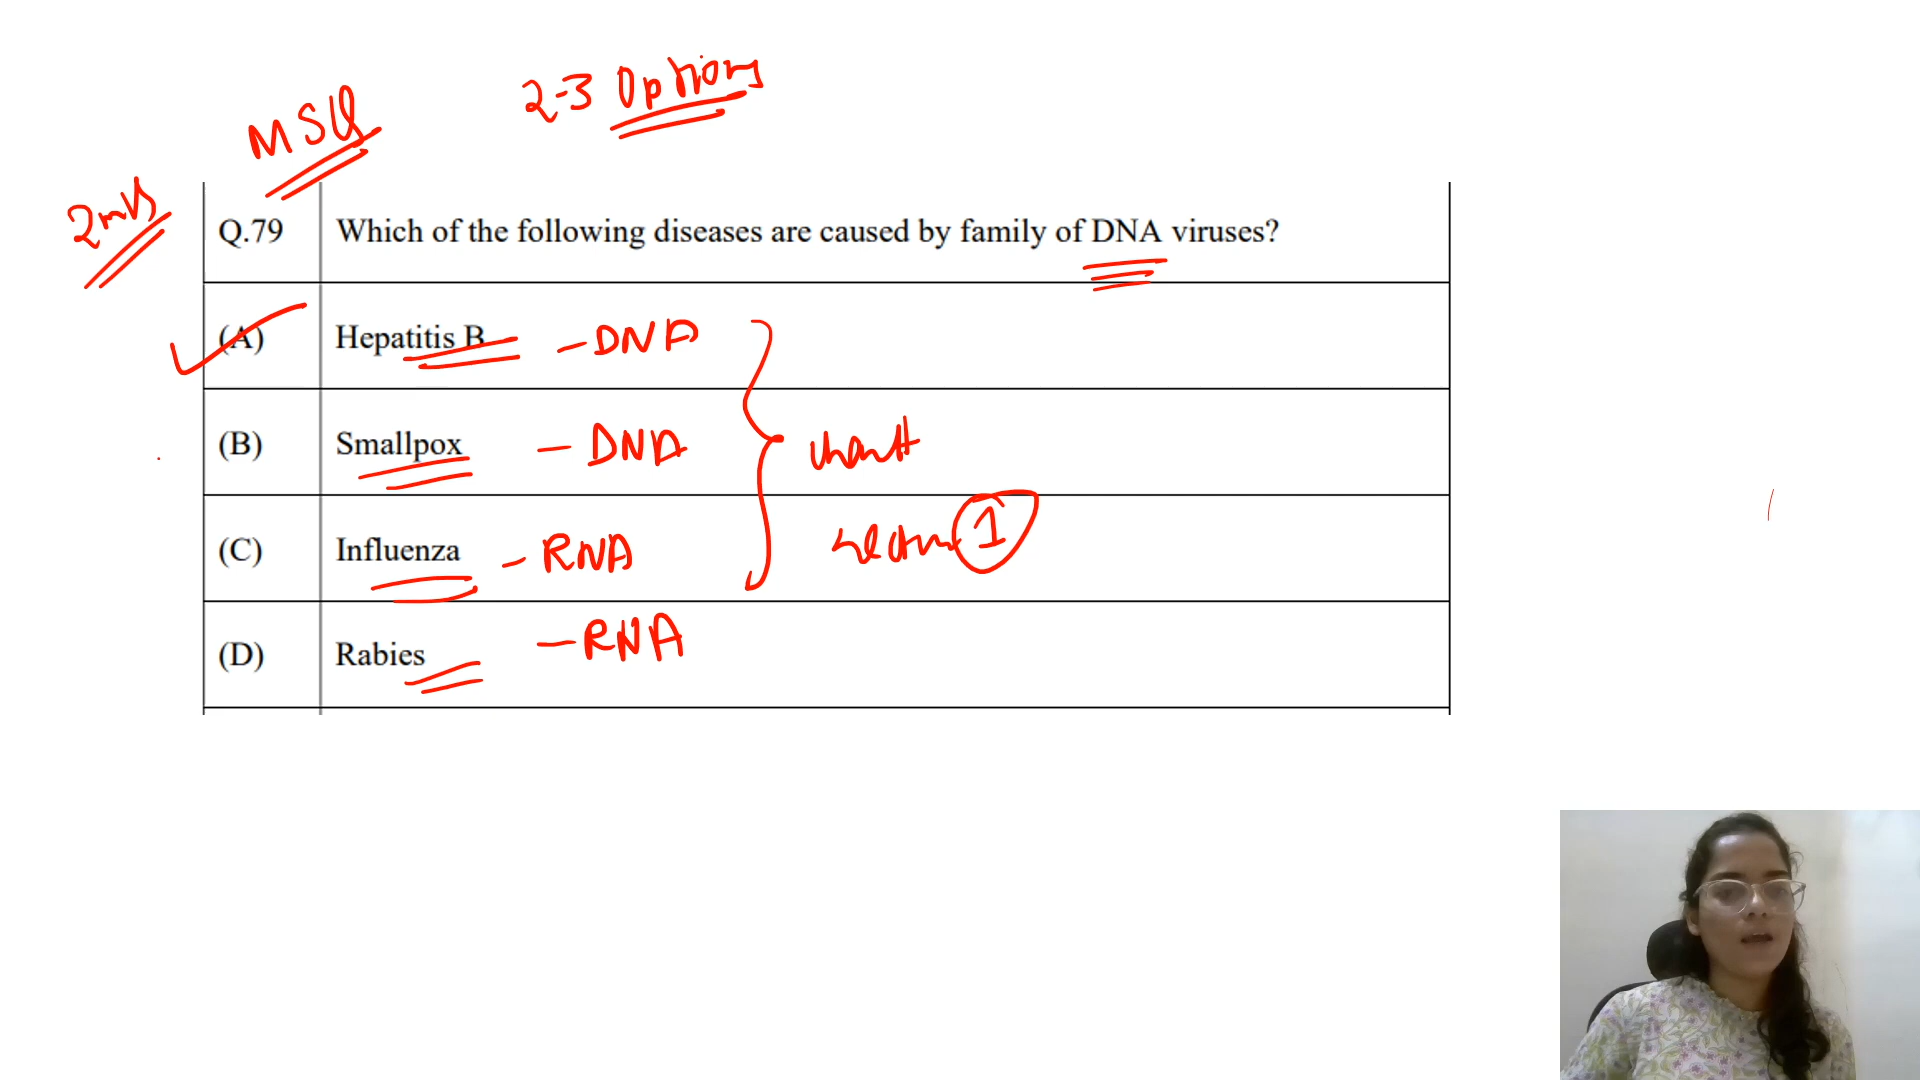 2-3 Options
MSQ
2mks
Q.79 Which of the following diseases are caused by family of DNA viruses?
(A) Hepatitis B - DNA
(B) Smallpox - DNA
(C) Influenza - RNA
1
(D) Rabies - RNA